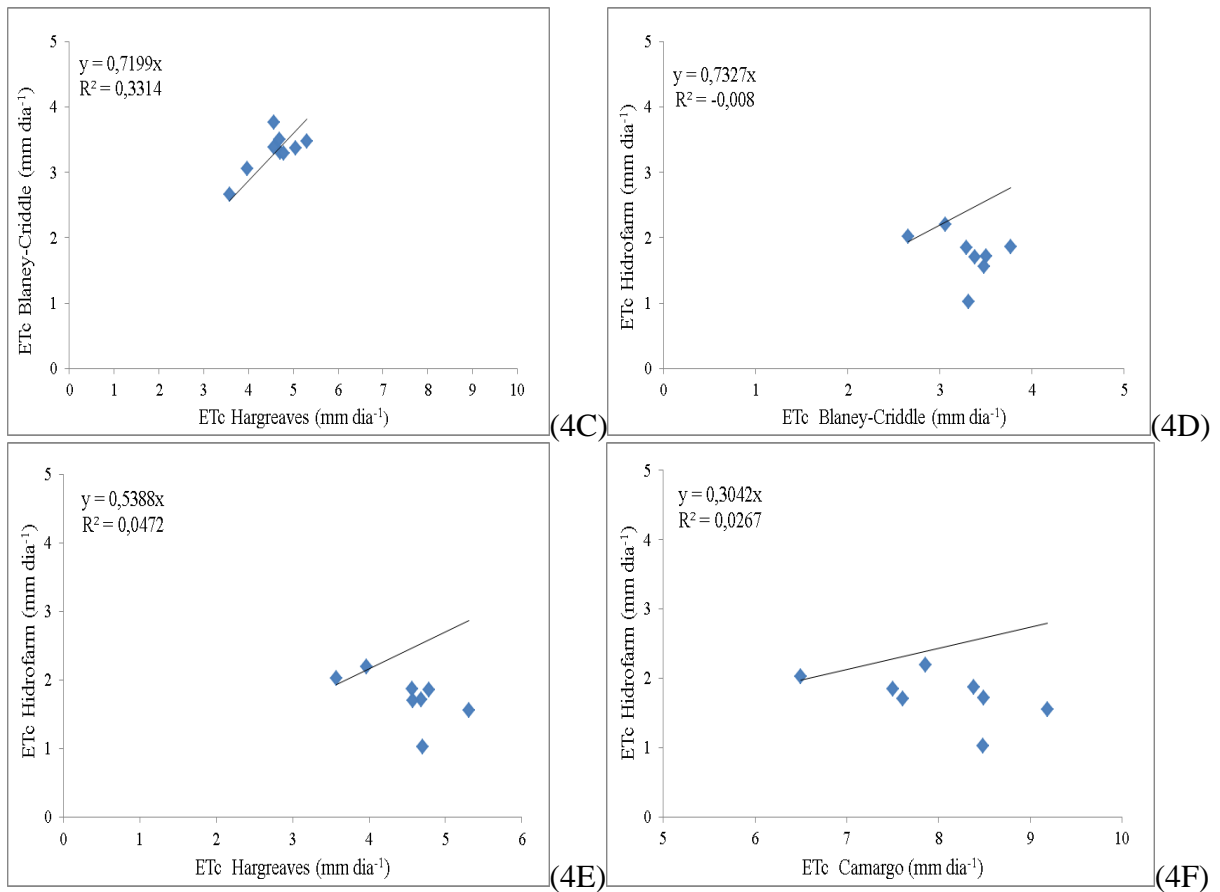 y = 0,7199x
R² = 0,3314
ETc Blaney-Criddle (mm dia⁻¹)
5
4
3
2
1
0
0 1 2 3 4 5 6 7 8 9 10
ETc Hargreaves (mm dia⁻¹)
(4C)
y = 0,7327x
R² = -0,008
ETc Hidrofarm (mm dia⁻¹)
5
4
3
2
1
0
0 1 2 3 4 5
ETc Blaney-Criddle (mm dia⁻¹)
(4D)
y = 0,5388x
R² = 0,0472
ETc Hidrofarm (mm dia⁻¹)
5
4
3
2
1
0
0 1 2 3 4 5 6
ETc Hargreaves (mm dia⁻¹)
(4E)
y = 0,3042x
R² = 0,0267
ETc Hidrofarm (mm dia⁻¹)
5
4
3
2
1
0
5 6 7 8 9 10
ETc Camargo (mm dia⁻¹)
(4F)